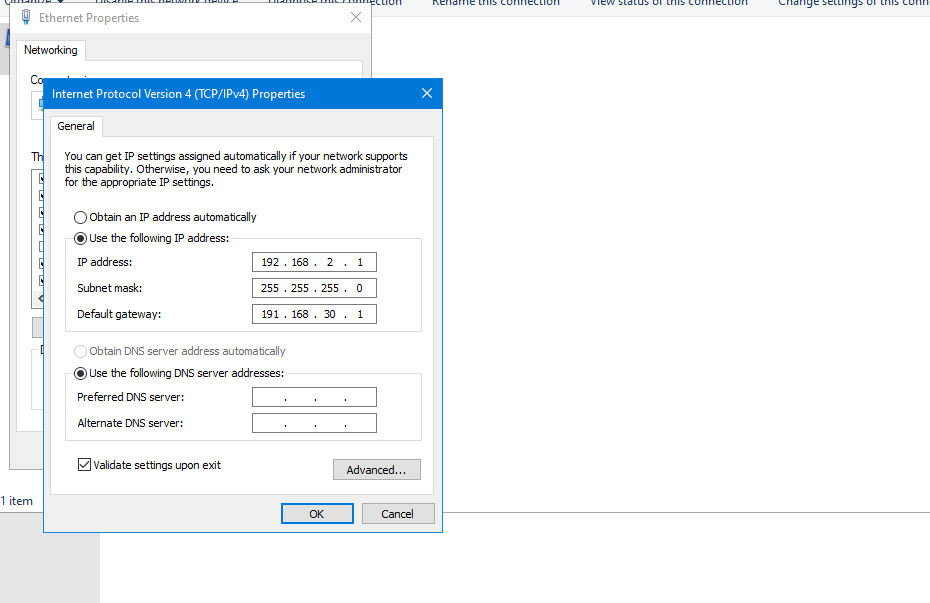 Disable this network device Diagnose this connection Rename this connection View status of this connection Change settings of this conn
Ethernet Properties
Networking
Co
Internet Protocol Version 4 (TCP/IPv4) Properties
General
You can get IP settings assigned automatically if your network supports
this capability. Otherwise, you need to ask your network administrator
for the appropriate IP settings.
Th
Obtain an IP address automatically
Use the following IP address:
IP address: 192 . 168 . 2 . 1
Subnet mask: 255 . 255 . 255 . 0
Default gateway: 191 . 168 . 30 . 1
Obtain DNS server address automatically
Use the following DNS server addresses:
Preferred DNS server: . . .
Alternate DNS server: . . .
Validate settings upon exit
Advanced...
1 item
OK Cancel